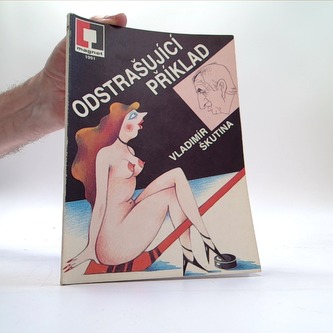 magnet
1991
ODSTRAŠUJÍCÍ
PŘÍKLAD
VLADIMÍR
ŠKUTINA